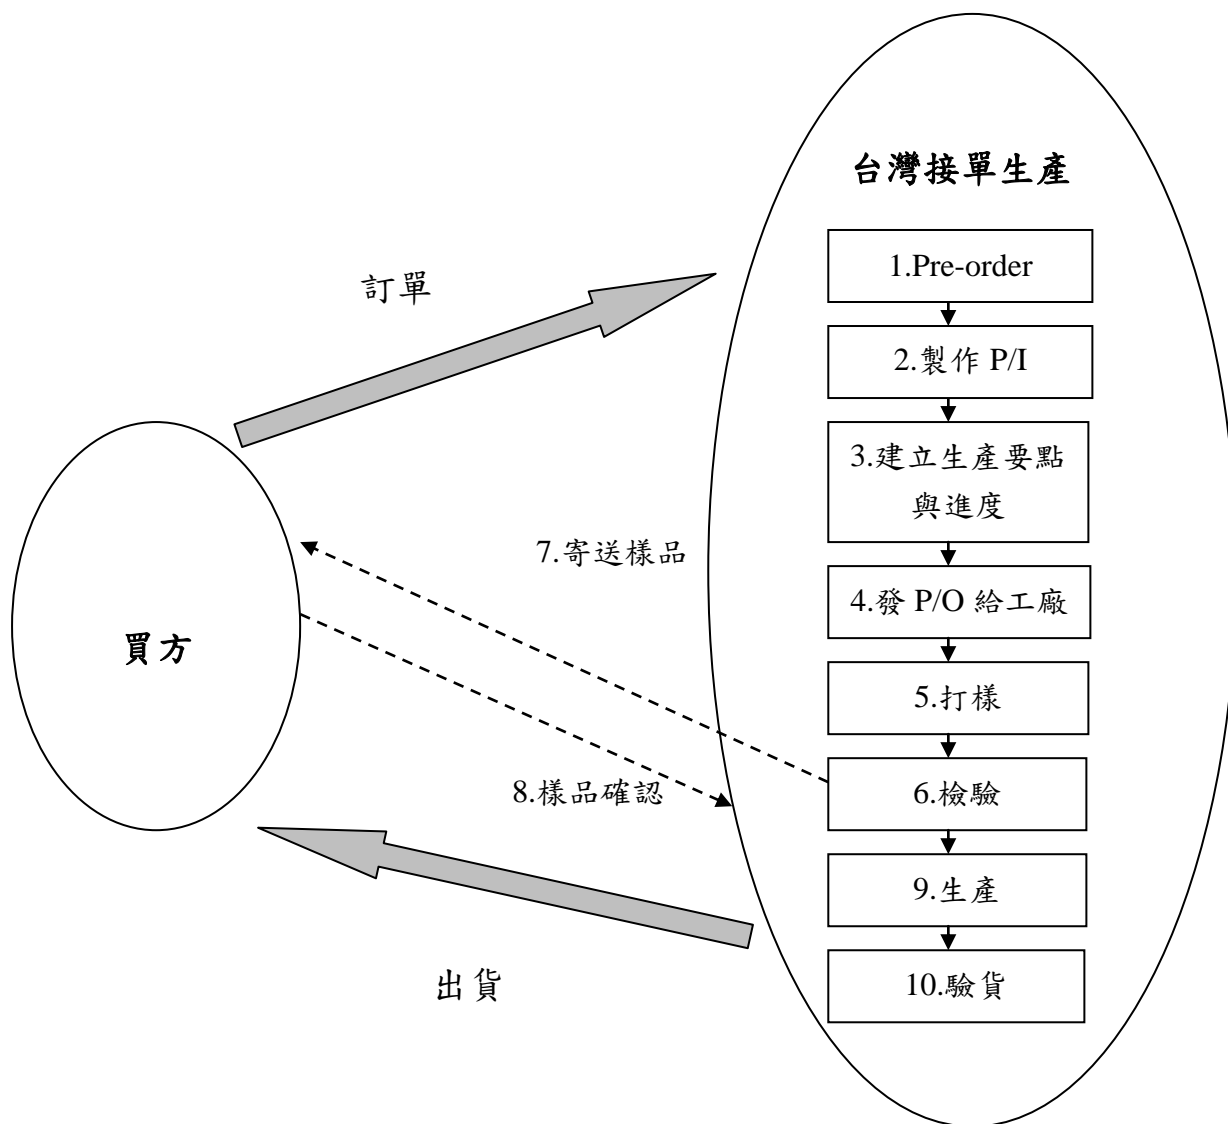 台灣接單生產
1.Pre-order
訂單
2.製作 P/I
3.建立生產要點
與進度
7.寄送樣品
4.發 P/O 給工廠
買方
5.打樣
8.樣品確認
6.檢驗
9.生產
出貨
10.驗貨